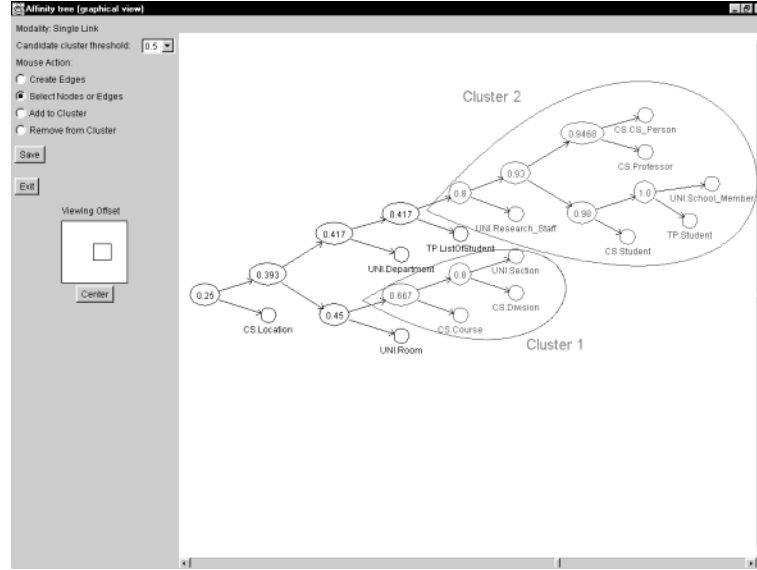 Affinity tree (graphical view)
Modality: Single Link
Candidate cluster threshold: 0.5
Mouse Action:
Create Edges
Select Nodes or Edges
Add to Cluster
Remove from Cluster
Save
Exit
Viewing Offset
Center
Cluster 2
CS.CS_Person
0.9468
CS.Professor
0.93
1.0
UNI.School_Member
0.8
0.98
TP.Student
UNI.Research_Staff
CS.Student
0.417
TP.ListOfStudent
0.417
UNI.Department
UNI.Section
0.393
0.8
0.25
0.667
CS.Division
CS.Location
0.45
CS.Course
UNI.Room
Cluster 1